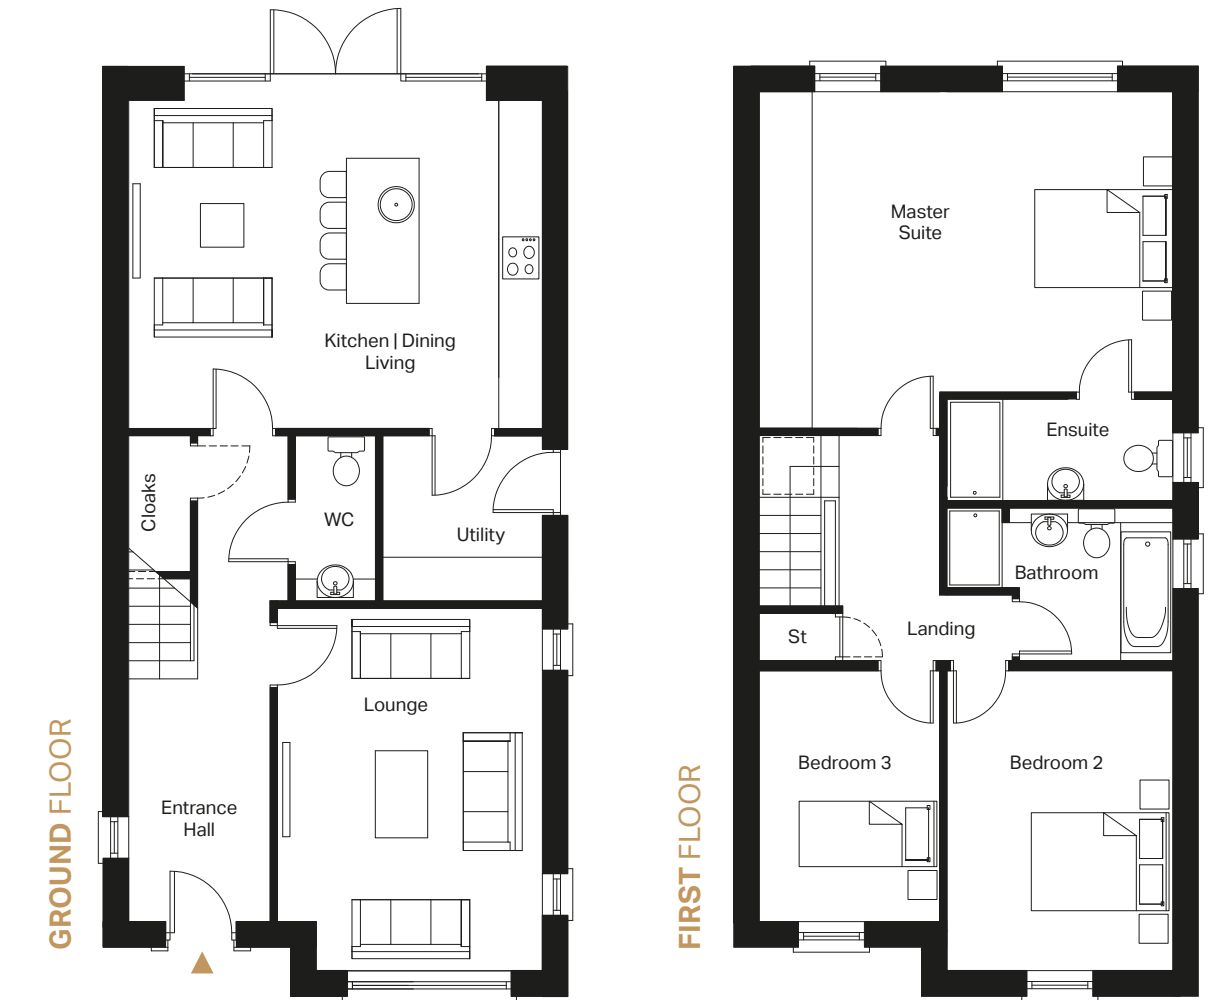 GROUND FLOOR
Kitchen | Dining
Living
Cloaks
WC
Utility
Lounge
Entrance
Hall
FIRST FLOOR
Master
Suite
Ensuite
Bathroom
St
Landing
Bedroom 3
Bedroom 2